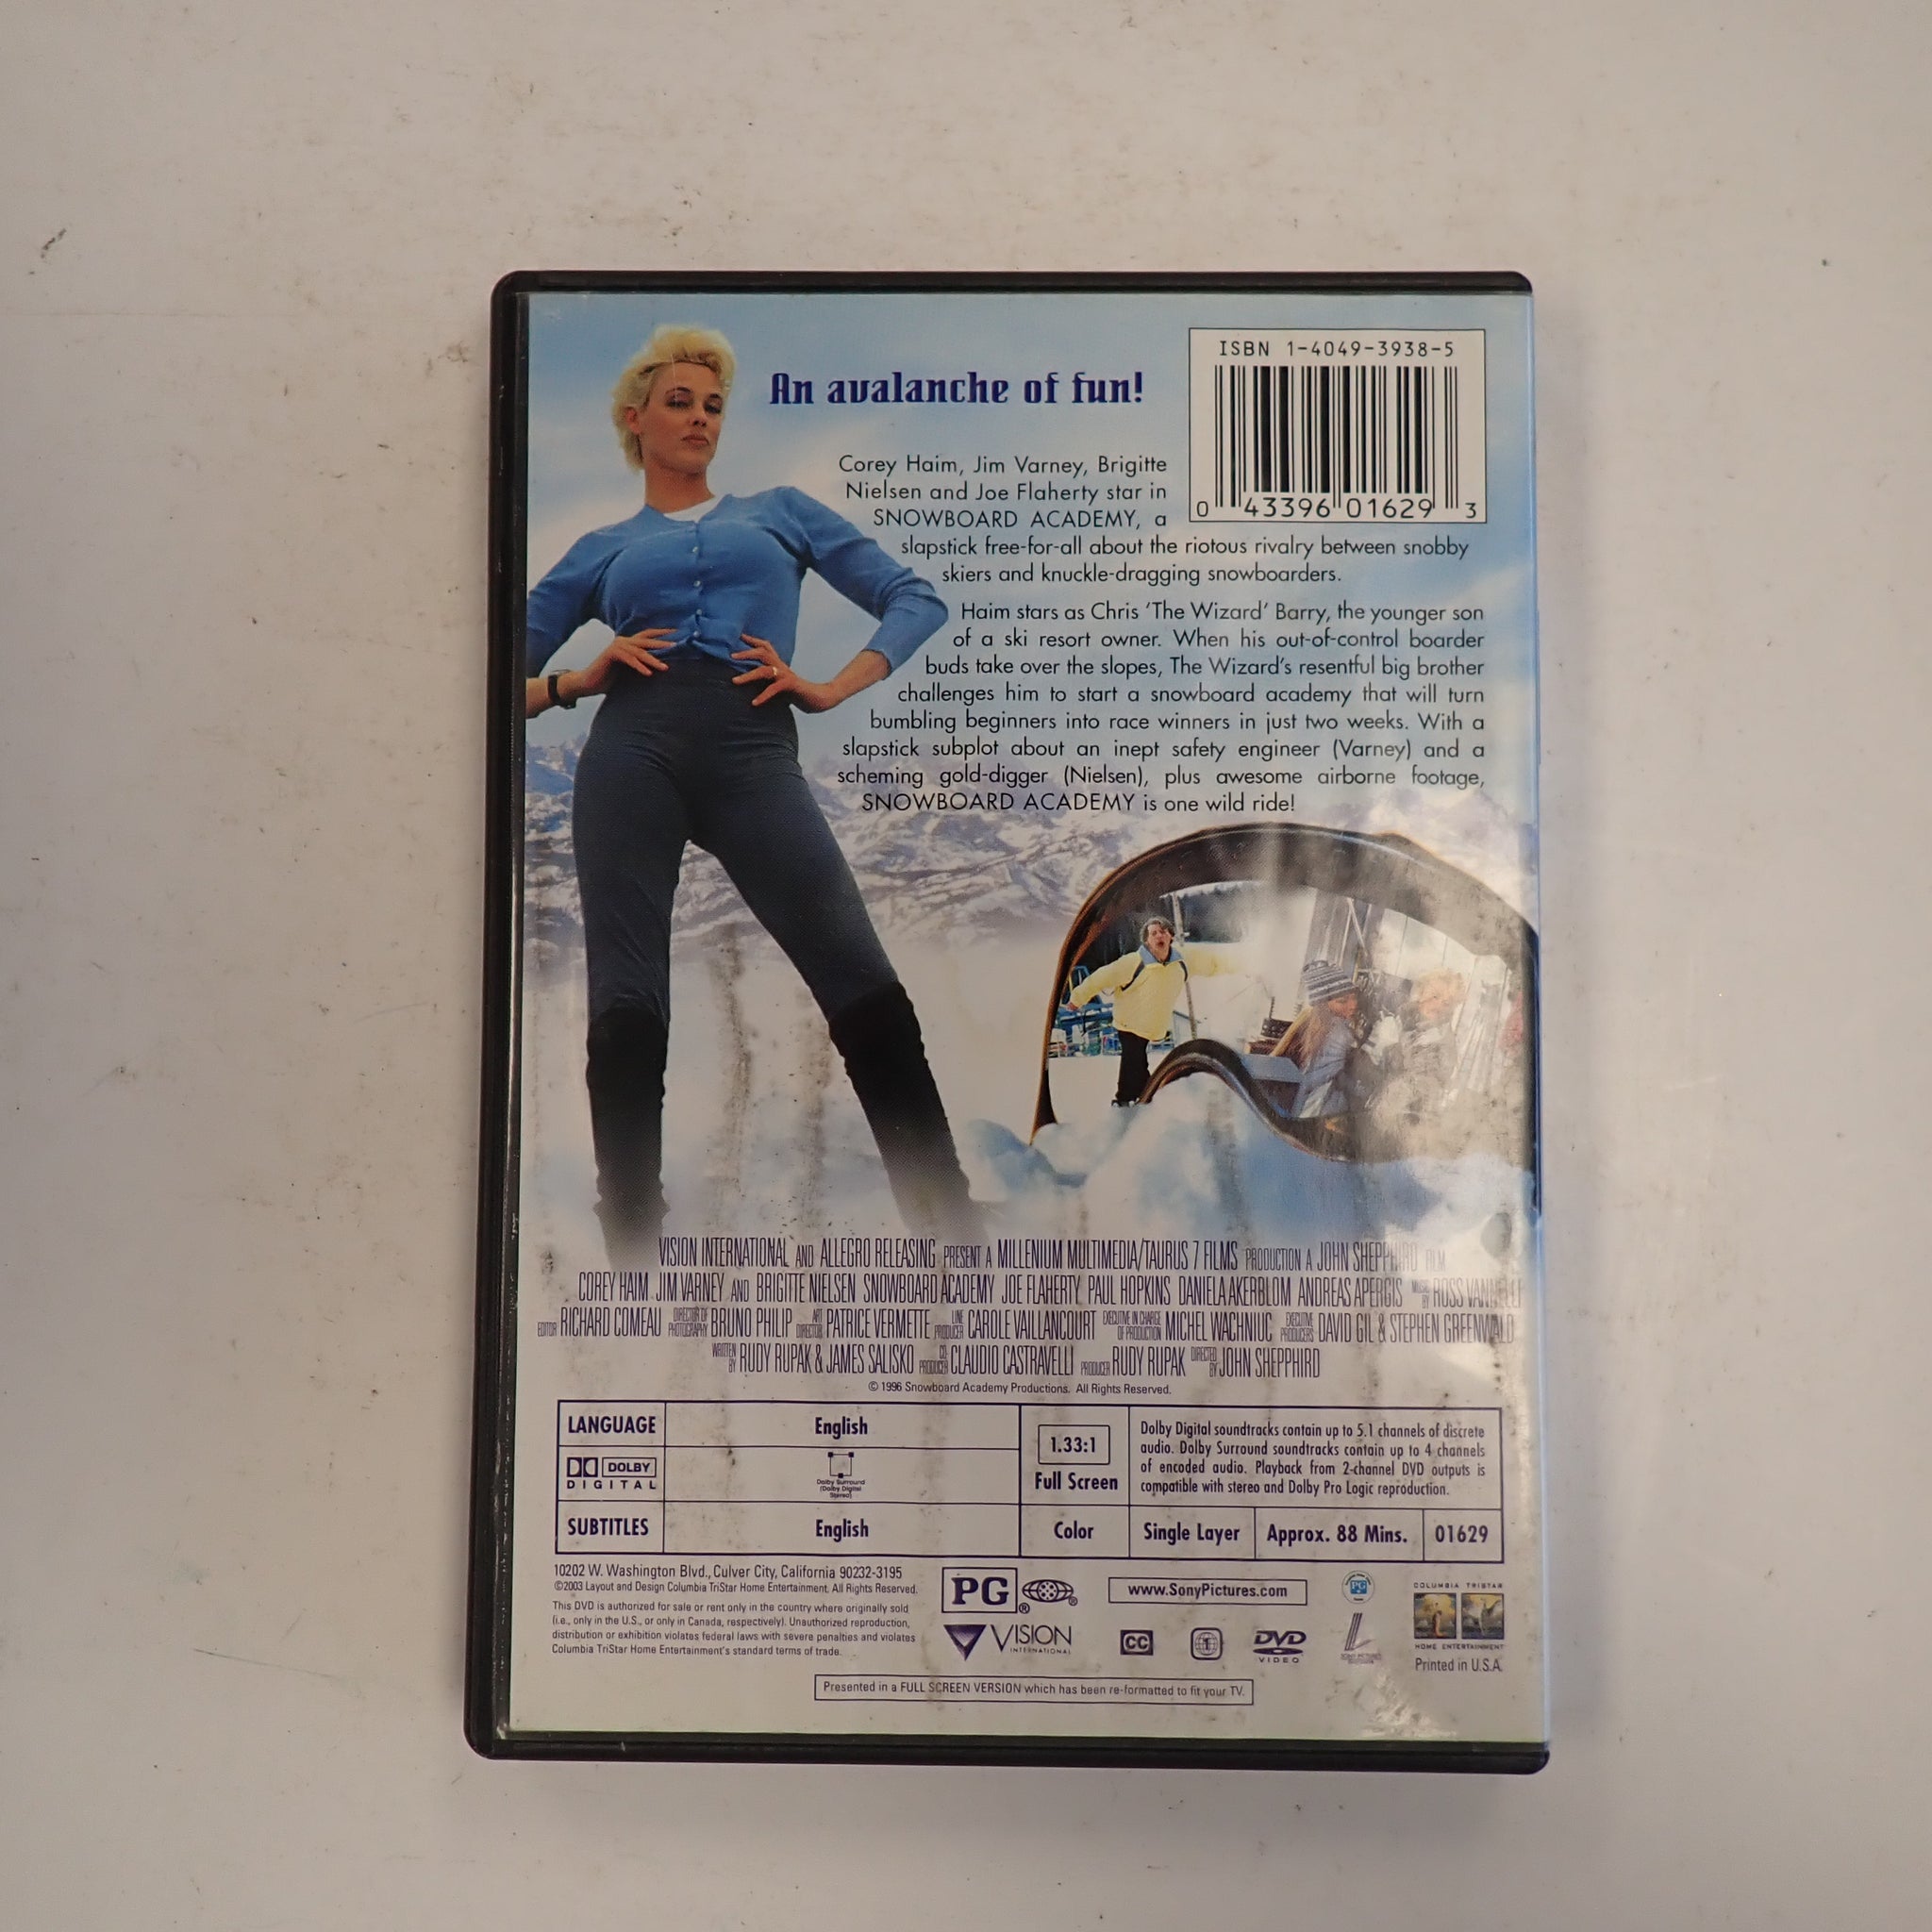 An avalanche of fun!
ISBN 1-4049-3938-5
0 43396 01629 3
Corey Haim, Jim Varney, Brigitte
Nielsen and Joe Flaherty star in
SNOWBOARD ACADEMY, a
slapstick free-for-all about the riotous rivalry between snobby
skiers and knuckle-dragging snowboarders.
Haim stars as Chris 'The Wizard' Barry, the younger son
of a ski resort owner. When his out-of-control boarder
buds take over the slopes, The Wizard's resentful big brother
challenges him to start a snowboard academy that will turn
bumbling beginners into race winners in just two weeks. With a
slapstick subplot about an inept safety engineer (Varney) and a
scheming gold-digger (Nielsen), plus awesome airborne footage,
SNOWBOARD ACADEMY is one wild ride!
VISION INTERNATIONAL AND ALLEGRO RELEASING PRESENT A MILLENIUM MULTIMEDIA/TAURUS 7 FILMS PRODUCTION A JOHN SHEPPHIRD FILM
COREY HAIM JIM VARNEY AND BRIGITTE NIELSEN SNOWBOARD ACADEMY JOE FLAHERTY PAUL HOPKINS DANIELA AKERBLOM ANDREAS APERGIS MUSIC BY ROSS VANNELLI
EDITOR RICHARD COMEAU DIRECTOR OF PHOTOGRAPHY BRUNO PHILIP ART DIRECTOR PATRICE VERMETTE LINE PRODUCER CAROLE VAILLANCOURT EXECUTIVE IN CHARGE OF PRODUCTION MICHEL WACHNIUC EXECUTIVE PRODUCERS DAVID GIL & STEPHEN GREENWALD
WRITTEN BY RUDY RUPAK & JAMES SALISKO CO PRODUCER CLAUDIO CASTRAVELLI PRODUCER RUDY RUPAK DIRECTED BY JOHN SHEPPHIRD
© 1996 Snowboard Academy Productions. All Rights Reserved.
LANGUAGE English
DOLBY DIGITAL
Dolby Surround
(Dolby Digital
Stereo)
SUBTITLES English
1.33:1
Full Screen
Color
Dolby Digital soundtracks contain up to 5.1 channels of discrete
audio. Dolby Surround soundtracks contain up to 4 channels
of encoded audio. Playback from 2-channel DVD outputs is
compatible with stereo and Dolby Pro Logic reproduction.
Single Layer Approx. 88 Mins. 01629
10202 W. Washington Blvd., Culver City, California 90232-3195
©2003 Layout and Design Columbia TriStar Home Entertainment. All Rights Reserved.
This DVD is authorized for sale or rent only in the country where originally sold
(i.e., only in the U.S., or only in Canada, respectively). Unauthorized reproduction,
distribution or exhibition violates federal laws with severe penalties and violates
Columbia TriStar Home Entertainment's standard terms of trade.
PG ® ®
VISION
INTERNATIONAL
www.SonyPictures.com
CC 1 DVD
VIDEO
PG
COLUMBIA TRISTAR
HOME ENTERTAINMENT
Printed in U.S.A.
Presented in a FULL SCREEN VERSION which has been re-formatted to fit your TV.